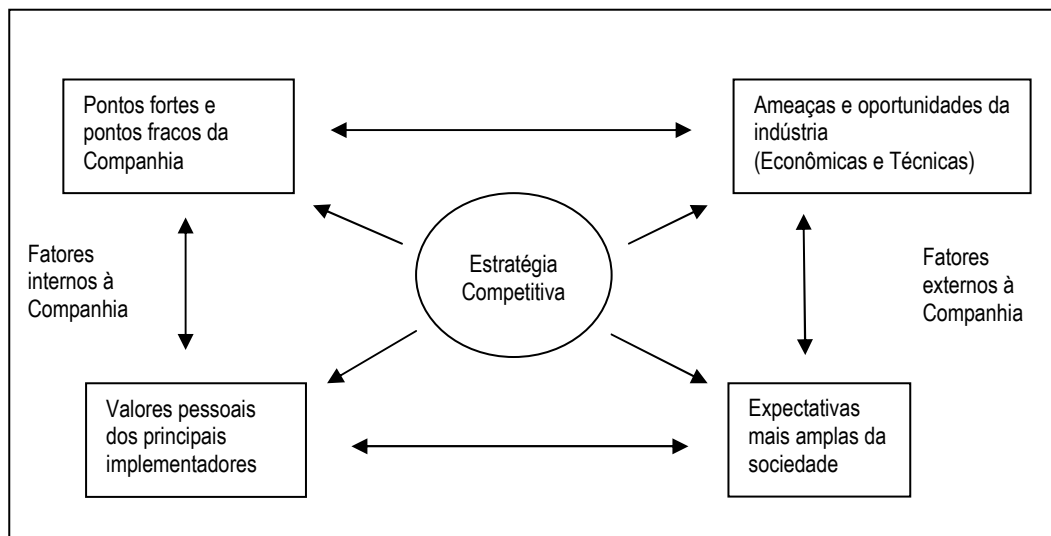 Pontos fortes e
pontos fracos da
Companhia
Ameaças e oportunidades da
indústria
(Econômicas e Técnicas)
Fatores
internos à
Companhia
Estratégia
Competitiva
Fatores
externos à
Companhia
Valores pessoais
dos principais
implementadores
Expectativas
mais amplas da
sociedade